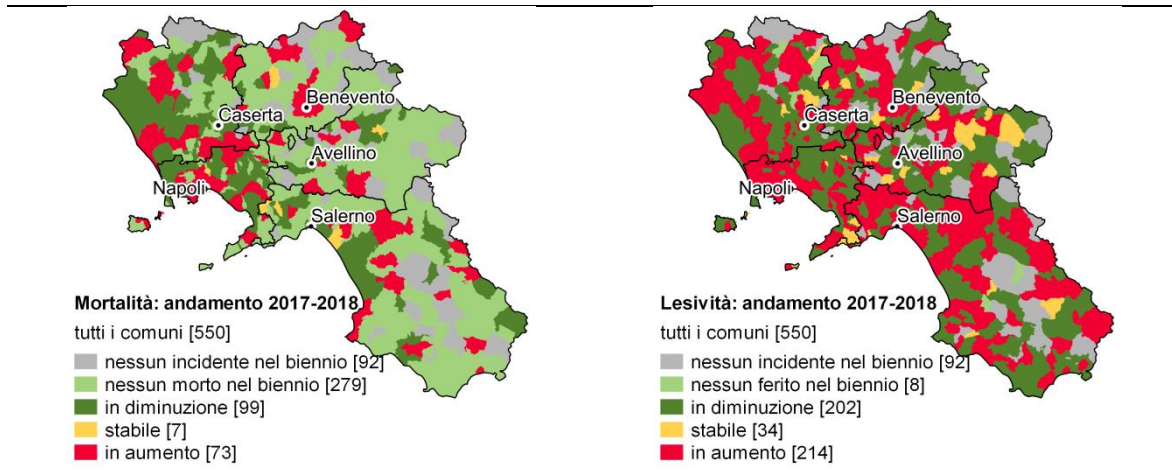 Benevento
Caserta
Avellino
Napoli
Salerno
Mortalità: andamento 2017-2018
tutti i comuni [550]
nessun incidente nel biennio [92]
nessun morto nel biennio [279]
in diminuzione [99]
stabile [7]
in aumento [73]
Benevento
Caserta
Avellino
Napoli
Salerno
Lesività: andamento 2017-2018
tutti i comuni [550]
nessun incidente nel biennio [92]
nessun ferito nel biennio [8]
in diminuzione [202]
stabile [34]
in aumento [214]